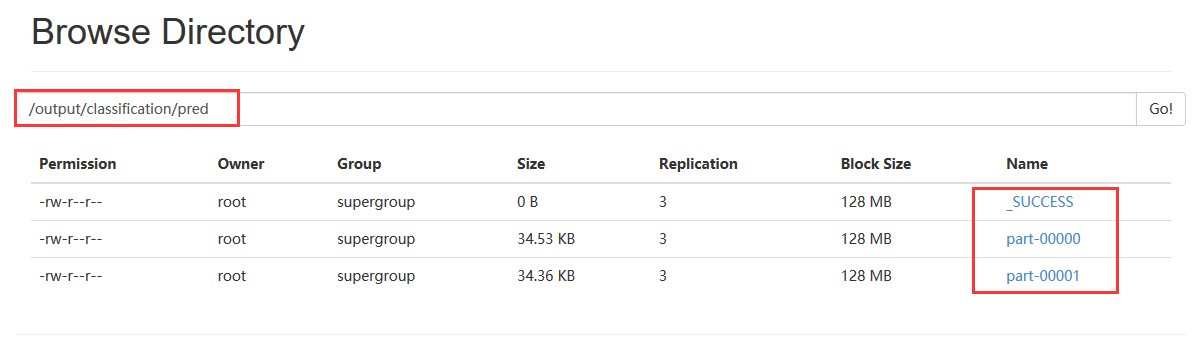 Browse Directory
/output/classification/pred Go!
Permission Owner Group Size Replication Block Size Name
-rw-r--r-- root supergroup 0 B 3 128 MB _SUCCESS
-rw-r--r-- root supergroup 34.53 KB 3 128 MB part-00000
-rw-r--r-- root supergroup 34.36 KB 3 128 MB part-00001